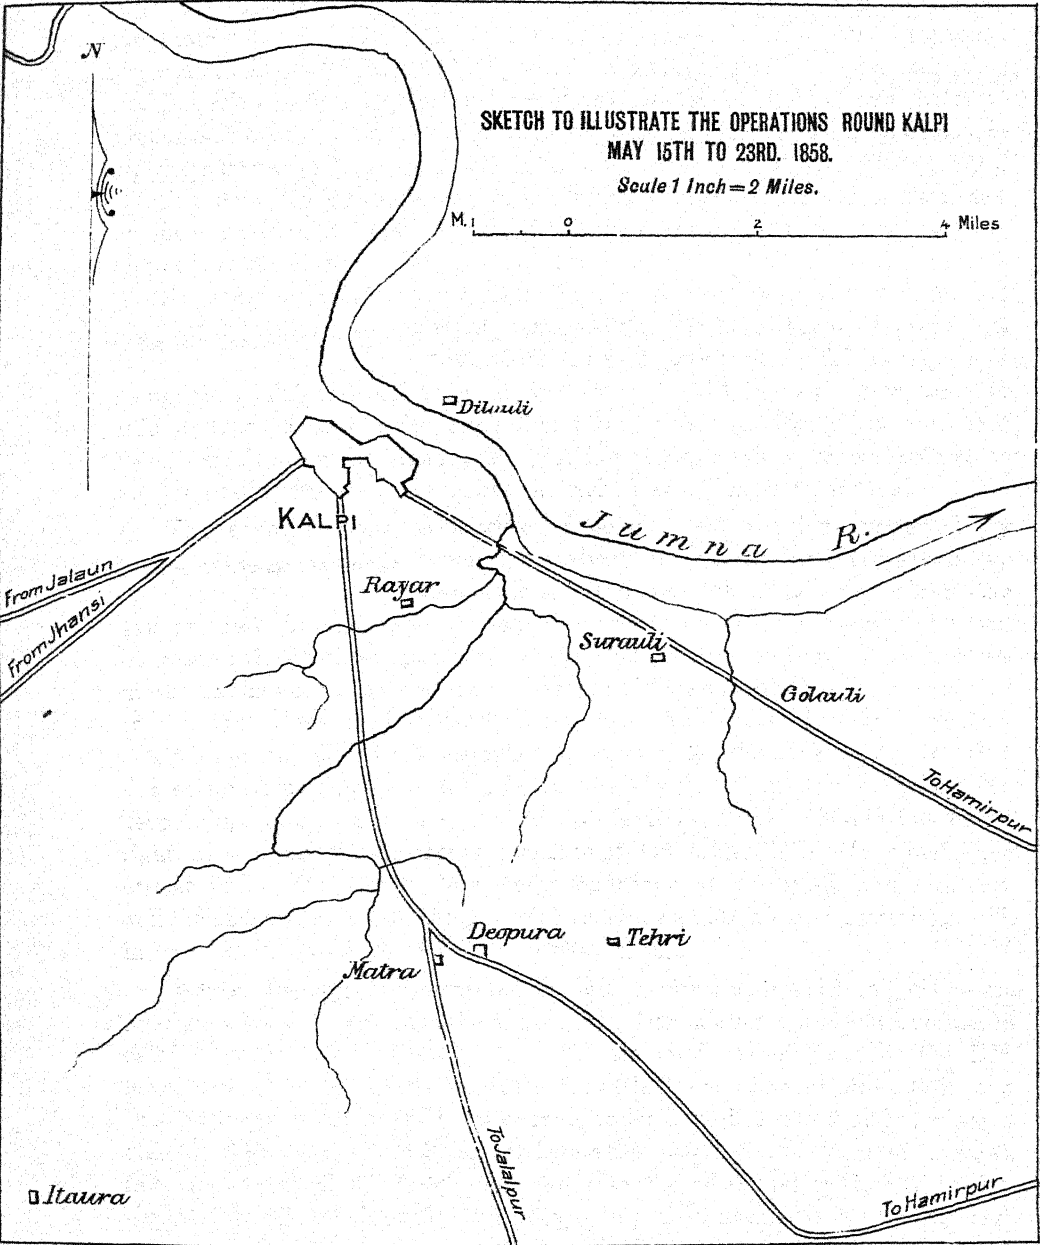 N
SKETCH TO ILLUSTRATE THE OPERATIONS ROUND KALPI
MAY 15TH TO 23RD. 1858.
Scale 1 Inch=2 Miles.
M. 1 0 2 4 Miles
KALPI
Jumna R.
From Jalaun
From Jhansi
Rayar
Surauli
Golauli
To Hamirpur
Deopura
Tehri
Matra
To Jalalpur
To Hamirpur
Itaura